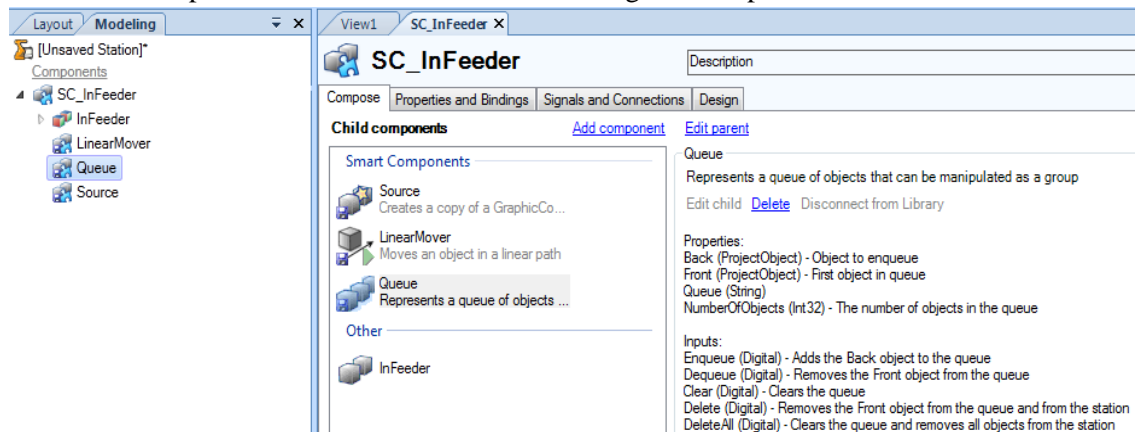 Layout Modeling
[Unsaved Station]*
Components
SC_InFeeder
InFeeder
LinearMover
Queue
Source
View1 SC_InFeeder X
SC_InFeeder
Description
Compose Properties and Bindings Signals and Connections Design
Child components Add component Edit parent
Smart Components
Source
Creates a copy of a GraphicCo...
LinearMover
Moves an object in a linear path
Queue
Represents a queue of objects ...
Other
InFeeder
Queue
Represents a queue of objects that can be manipulated as a group
Edit child Delete Disconnect from Library
Properties:
Back (ProjectObject) - Object to enqueue
Front (ProjectObject) - First object in queue
Queue (String)
NumberOfObjects (Int32) - The number of objects in the queue
Inputs:
Enqueue (Digital) - Adds the Back object to the queue
Dequeue (Digital) - Removes the Front object from the queue
Clear (Digital) - Clears the queue
Delete (Digital) - Removes the Front object from the queue and from the station
DeleteAll (Digital) - Clears the queue and removes all objects from the station